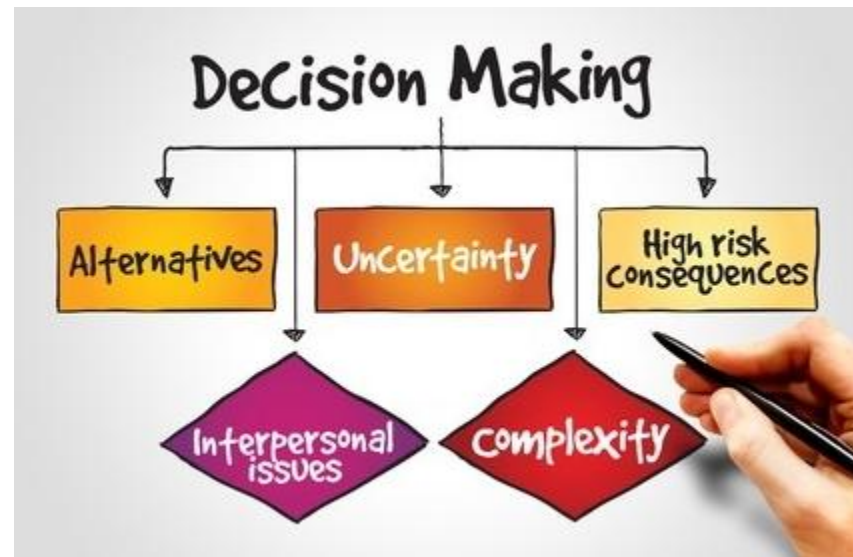 Decision Making
Alternatives
Uncertainty
High risk
consequences
Interpersonal
issues
Complexity